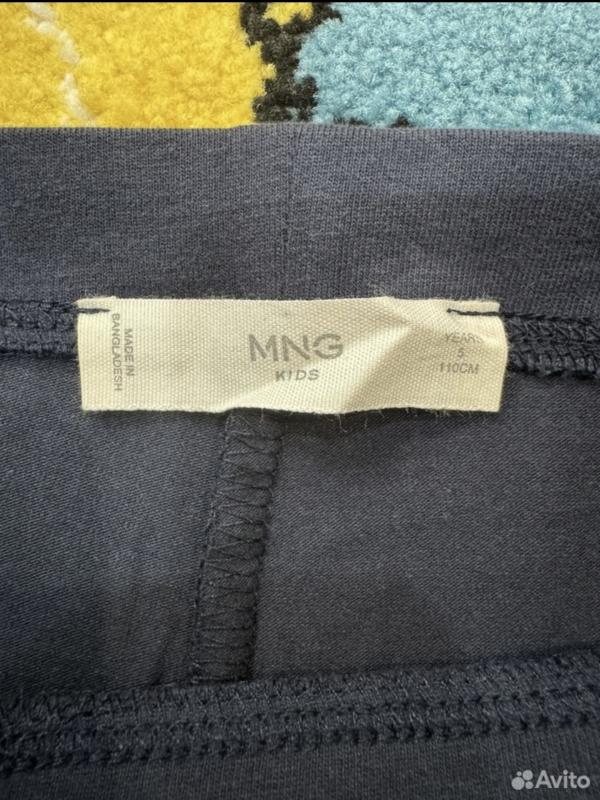 MADE IN
BANGLADESH
MNG
KIDS
YEARS
5
110CM
Avito